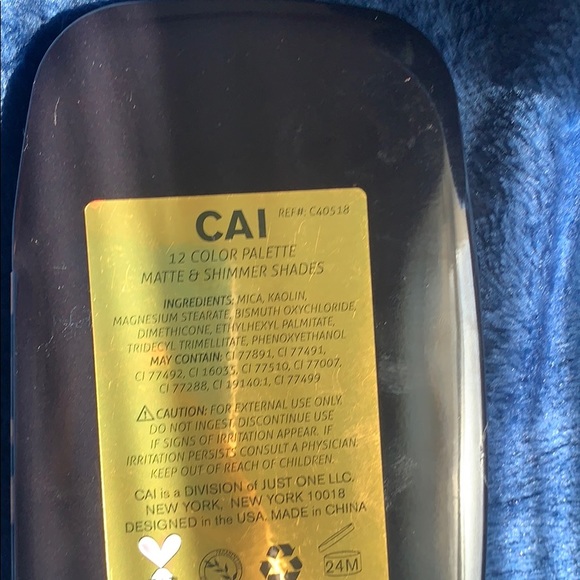 CAI REF#: C40518
12 COLOR PALETTE
MATTE & SHIMMER SHADES
INGREDIENTS: MICA, KAOLIN,
MAGNESIUM STEARATE, BISMUTH OXYCHLORIDE,
DIMETHICONE, ETHYLHEXYL PALMITATE,
TRIDECYL TRIMELLITATE, PHENOXYETHANOL
MAY CONTAIN: CI 77891, CI 77491,
CI 77492, CI 16035, CI 77510, CI 77007,
CI 77288, CI 19140:1, CI 77499
CAUTION: FOR EXTERNAL USE ONLY.
DO NOT INGEST. DISCONTINUE USE
IF SIGNS OF IRRITATION APPEAR. IF
IRRITATION PERSISTS CONSULT A PHYSICIAN.
KEEP OUT OF REACH OF CHILDREN.
CAI is a DIVISION of JUST ONE LLC.
NEW YORK, NEW YORK 10018
DESIGNED in the USA. MADE in CHINA
24M